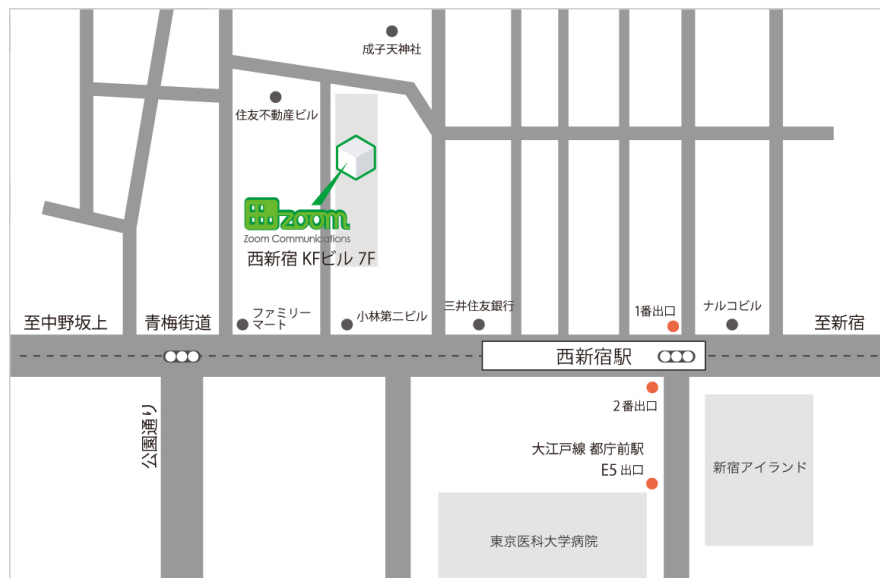 成子天神社
住友不動産ビル
zoom
Zoom Communications
西新宿 KFビル 7F
ファミリー
マート
小林第二ビル
三井住友銀行
1番出口
ナルコビル
至中野坂上
青梅街道
至新宿
西新宿駅
公園通り
2番出口
大江戸線 都庁前駅
E5 出口
新宿アイランド
東京医科大学病院